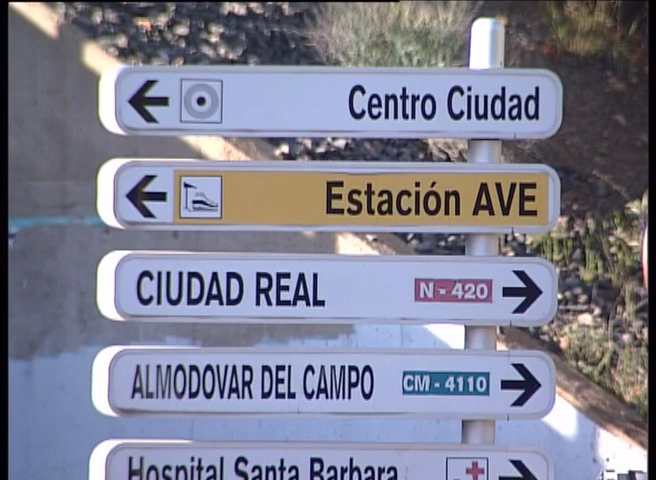 Centro Ciudad
Estación AVE
CIUDAD REAL N-420
ALMODOVAR DEL CAMPO CM-4110
Hospital Santa Barbara